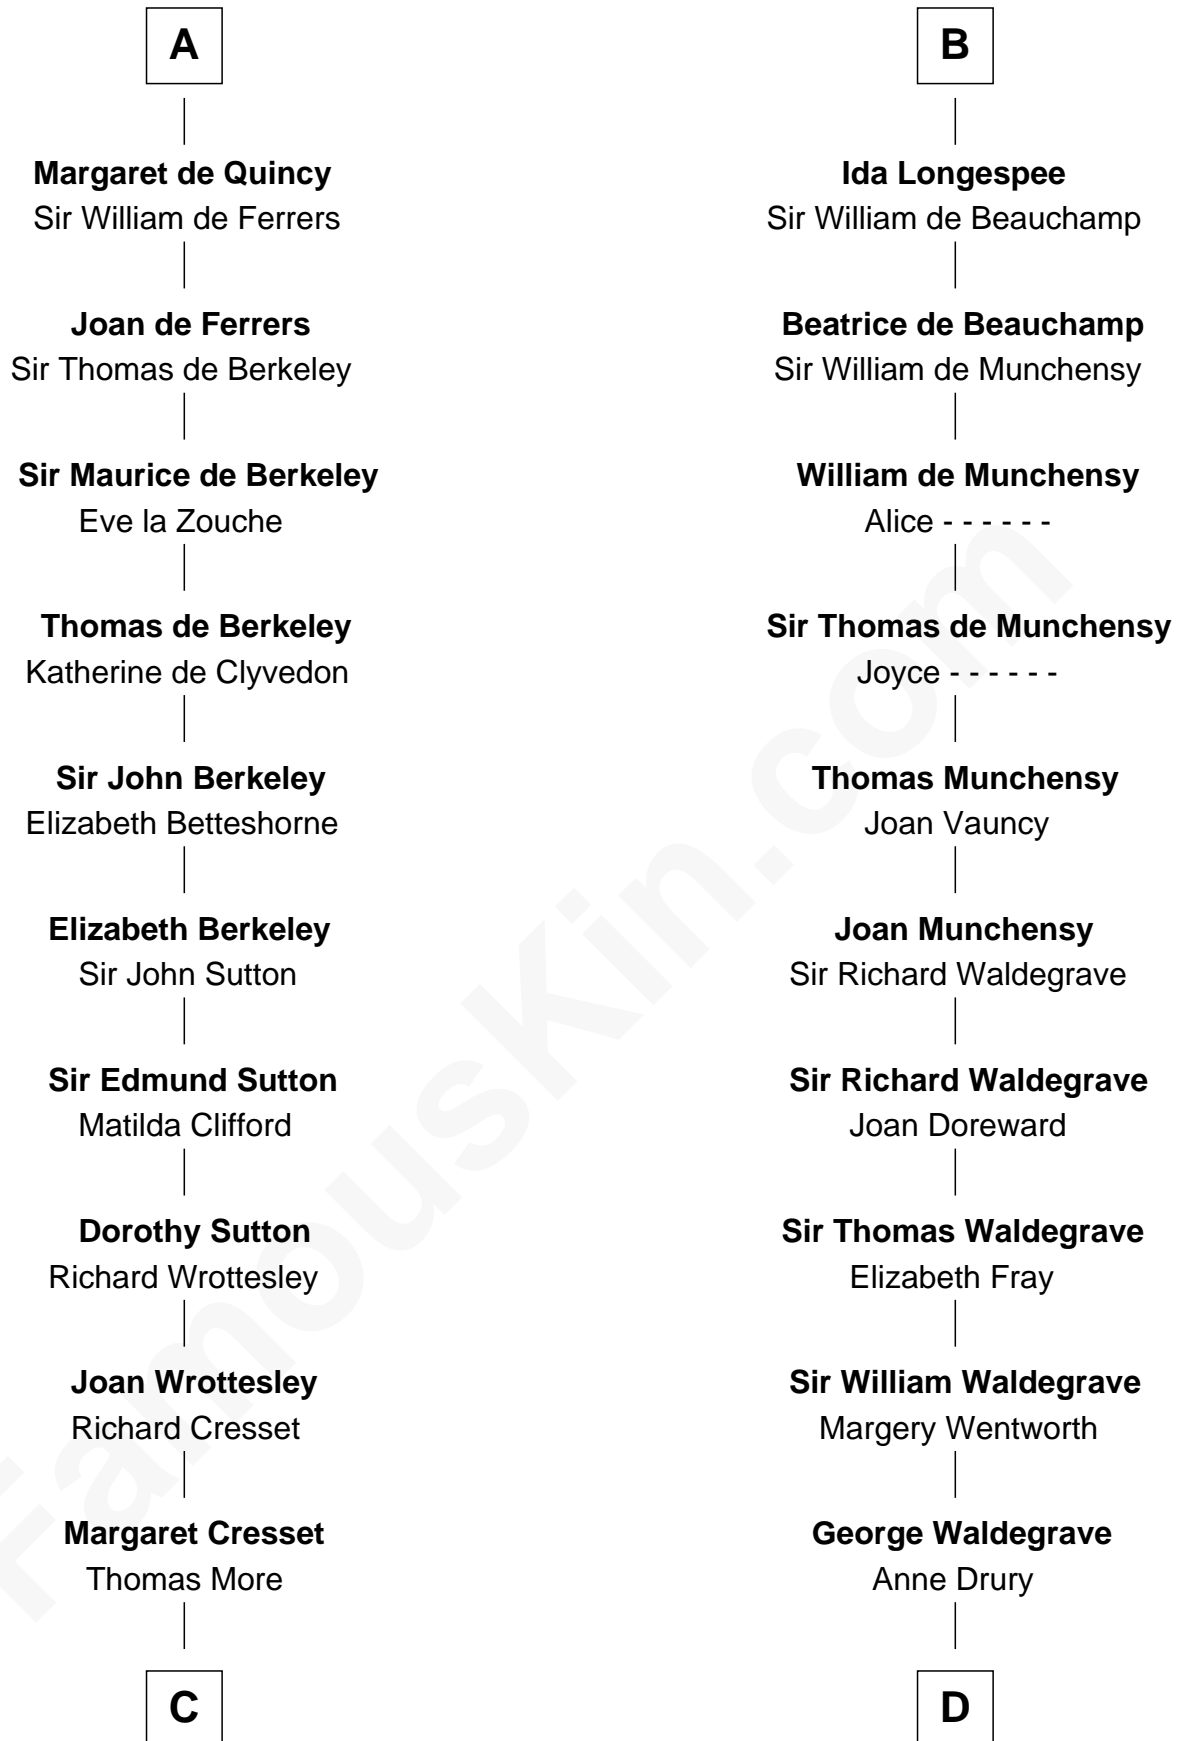 A
Margaret de Quincy
Sir William de Ferrers
Joan de Ferrers
Sir Thomas de Berkeley
Sir Maurice de Berkeley
Eve la Zouche
Thomas de Berkeley
Katherine de Clyvedon
Sir John Berkeley
Elizabeth Betteshorne
Elizabeth Berkeley
Sir John Sutton
Sir Edmund Sutton
Matilda Clifford
Dorothy Sutton
Richard Wrottesley
Joan Wrottesley
Richard Cresset
Margaret Cresset
Thomas More
C
B
Ida Longespee
Sir William de Beauchamp
Beatrice de Beauchamp
Sir William de Munchensy
William de Munchensy
Alice - - - - - -
Sir Thomas de Munchensy
Joyce - - - - - -
Thomas Munchensy
Joan Vauncy
Joan Munchensy
Sir Richard Waldegrave
Sir Richard Waldegrave
Joan Doreward
Sir Thomas Waldegrave
Elizabeth Fray
Sir William Waldegrave
Margery Wentworth
George Waldegrave
Anne Drury
D
FamousKin.com